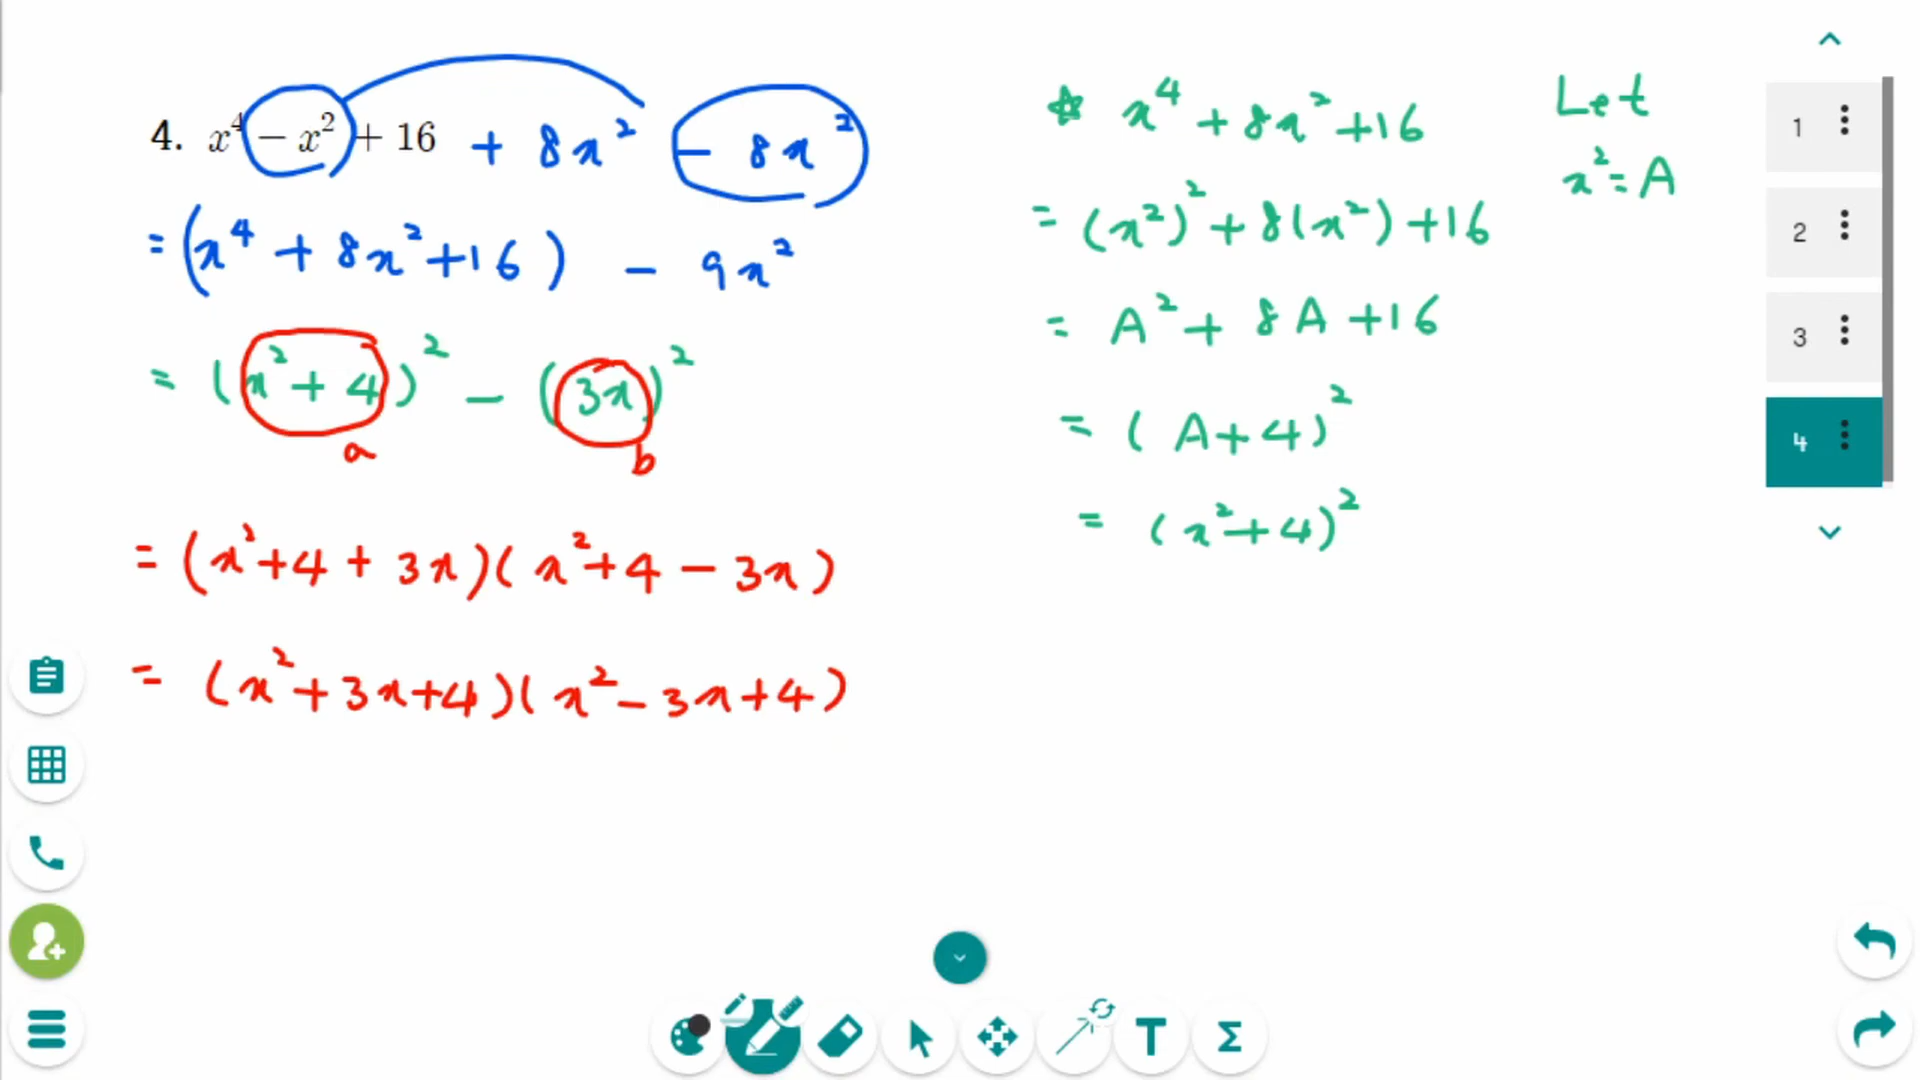 4. x⁴ − x² + 16 + 8x² − 8x²
= (x⁴ + 8x² + 16) − 9x²
= (x² + 4)² − (3x)²
a b
= (x² + 4 + 3x)(x² + 4 − 3x)
= (x² + 3x + 4)(x² − 3x + 4)
☆ x⁴ + 8x² + 16
= (x²)² + 8(x²) + 16
= A² + 8A + 16
= (A + 4)²
= (x² + 4)²
Let
x² = A
1
2
3
4
T
Σ